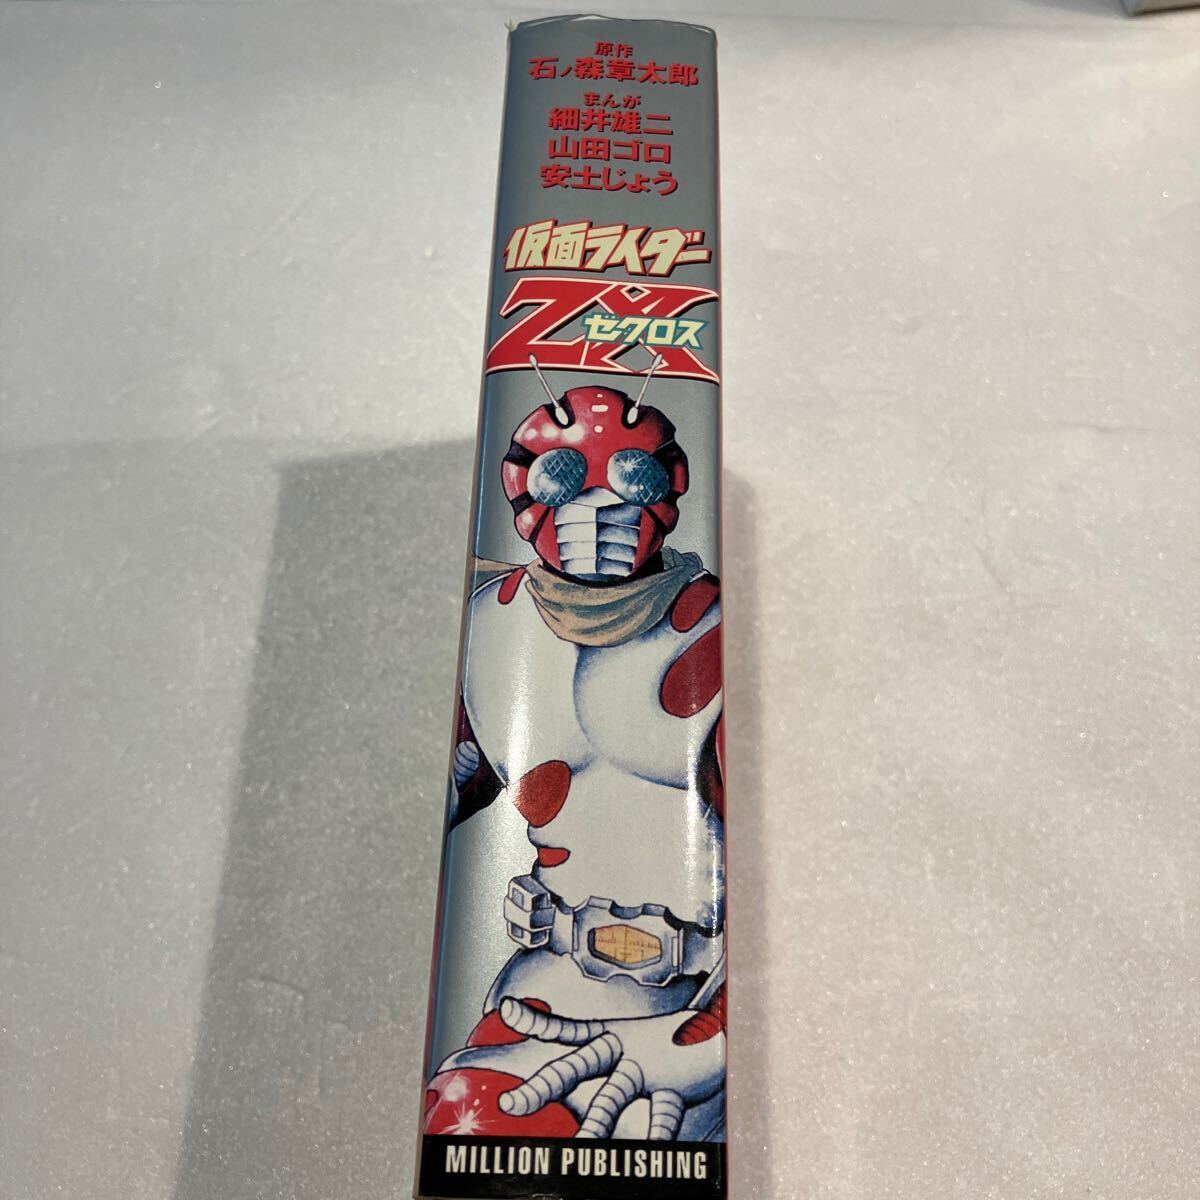 原作
石ノ森章太郎
まんが
細井雄二
山田ゴロ
安土じょう
仮面ライダー
ZX
ゼクロス
MILLION PUBLISHING